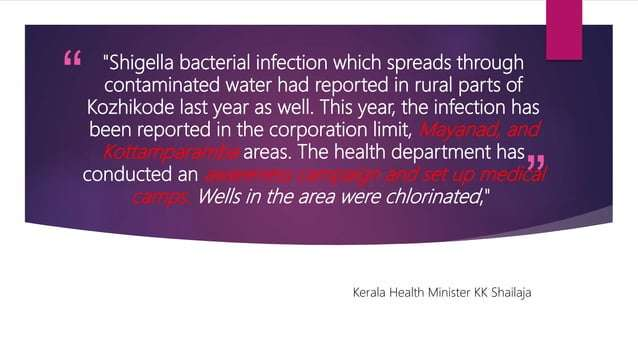 “
"Shigella bacterial infection which spreads through
contaminated water had reported in rural parts of
Kozhikode last year as well. This year, the infection has
been reported in the corporation limit, Mayanad, and
Kottamparamba areas. The health department has
conducted an awareness campaign and set up medical
camps. Wells in the area were chlorinated,"
”
Kerala Health Minister KK Shailaja